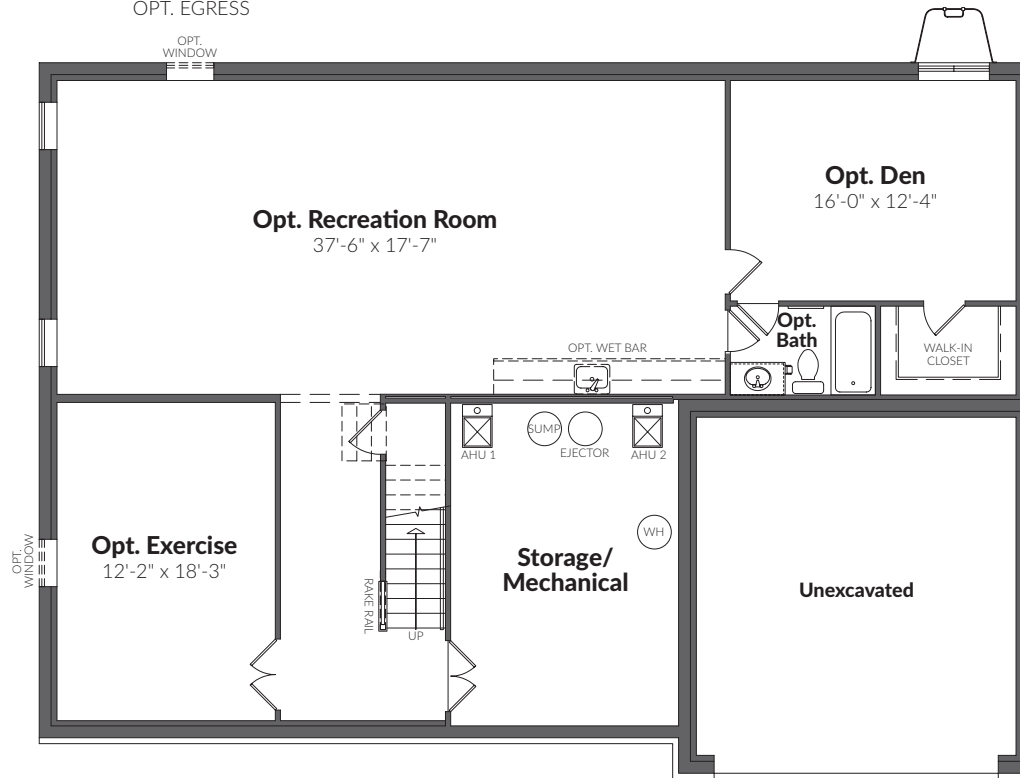 OPT. EGRESS
OPT.
WINDOW
Opt. Den
16'-0" x 12'-4"
Opt. Recreation Room
37'-6" x 17'-7"
Opt.
Bath
OPT. WET BAR
WALK-IN
CLOSET
SUMP
EJECTOR
AHU 1
AHU 2
WH
OPT.
WINDOW
Opt. Exercise
12'-2" x 18'-3"
RAKE RAIL
UP
Storage/
Mechanical
Unexcavated